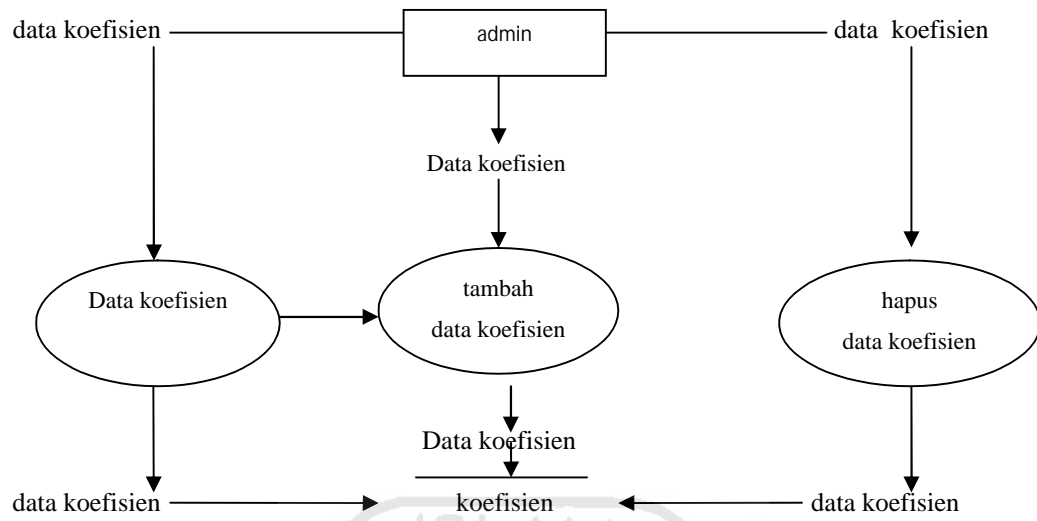 data koefisien
admin
data koefisien
Data koefisien
Data koefisien
tambah
data koefisien
hapus
data koefisien
Data koefisien
data koefisien
koefisien
data koefisien